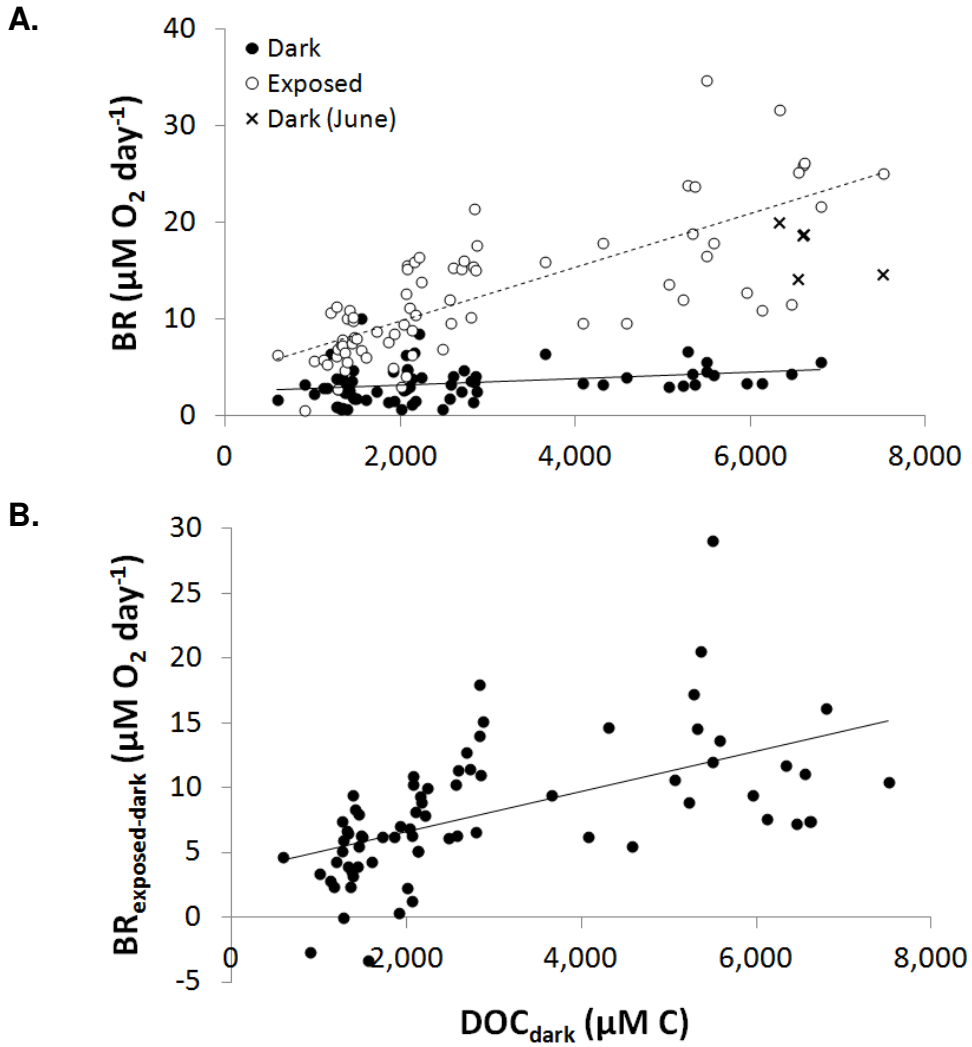 A.
BR (µM O₂ day⁻¹)
40
30
20
10
0
Dark
Exposed
Dark (June)
0
2,000
4,000
6,000
8,000
B.
BRexposed-dark (µM O₂ day⁻¹)
30
25
20
15
10
5
0
-5
0
2,000
4,000
6,000
8,000
DOCdark (µM C)